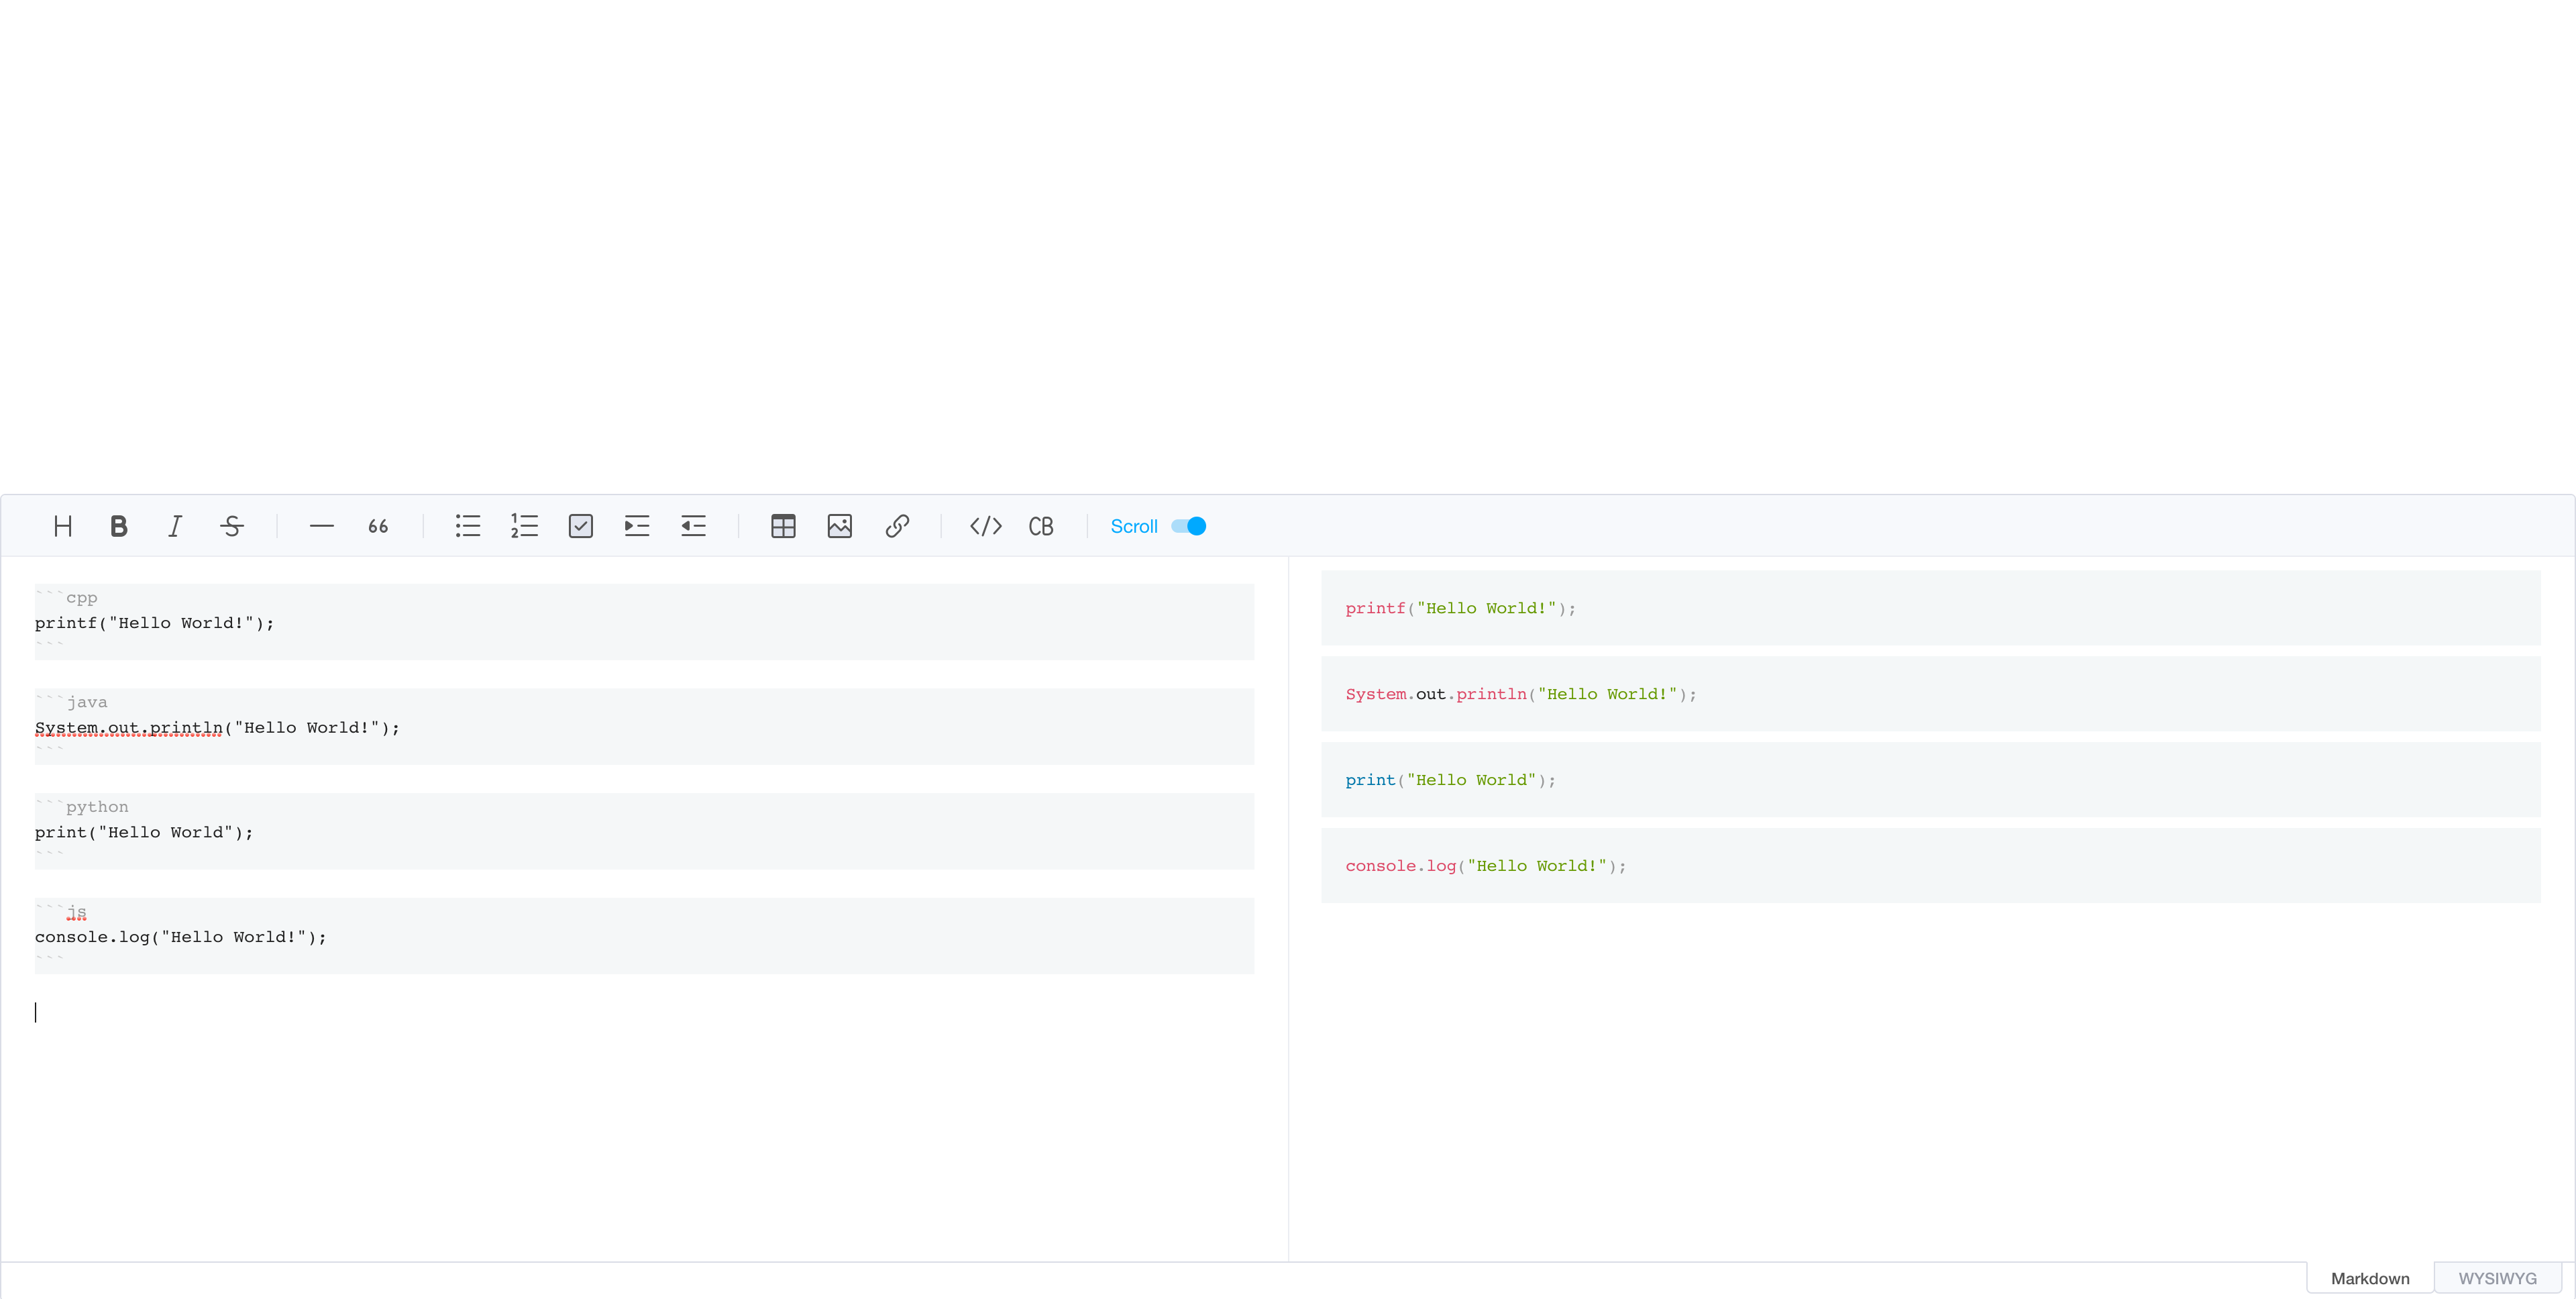 H B I S 66 </> CB Scroll
```cpp
printf("Hello World!");
```
```java
System.out.println("Hello World!");
```
```python
print("Hello World");
```
```js
console.log("Hello World!");
```
printf("Hello World!");
System.out.println("Hello World!");
print("Hello World");
console.log("Hello World!");
Markdown WYSIWYG